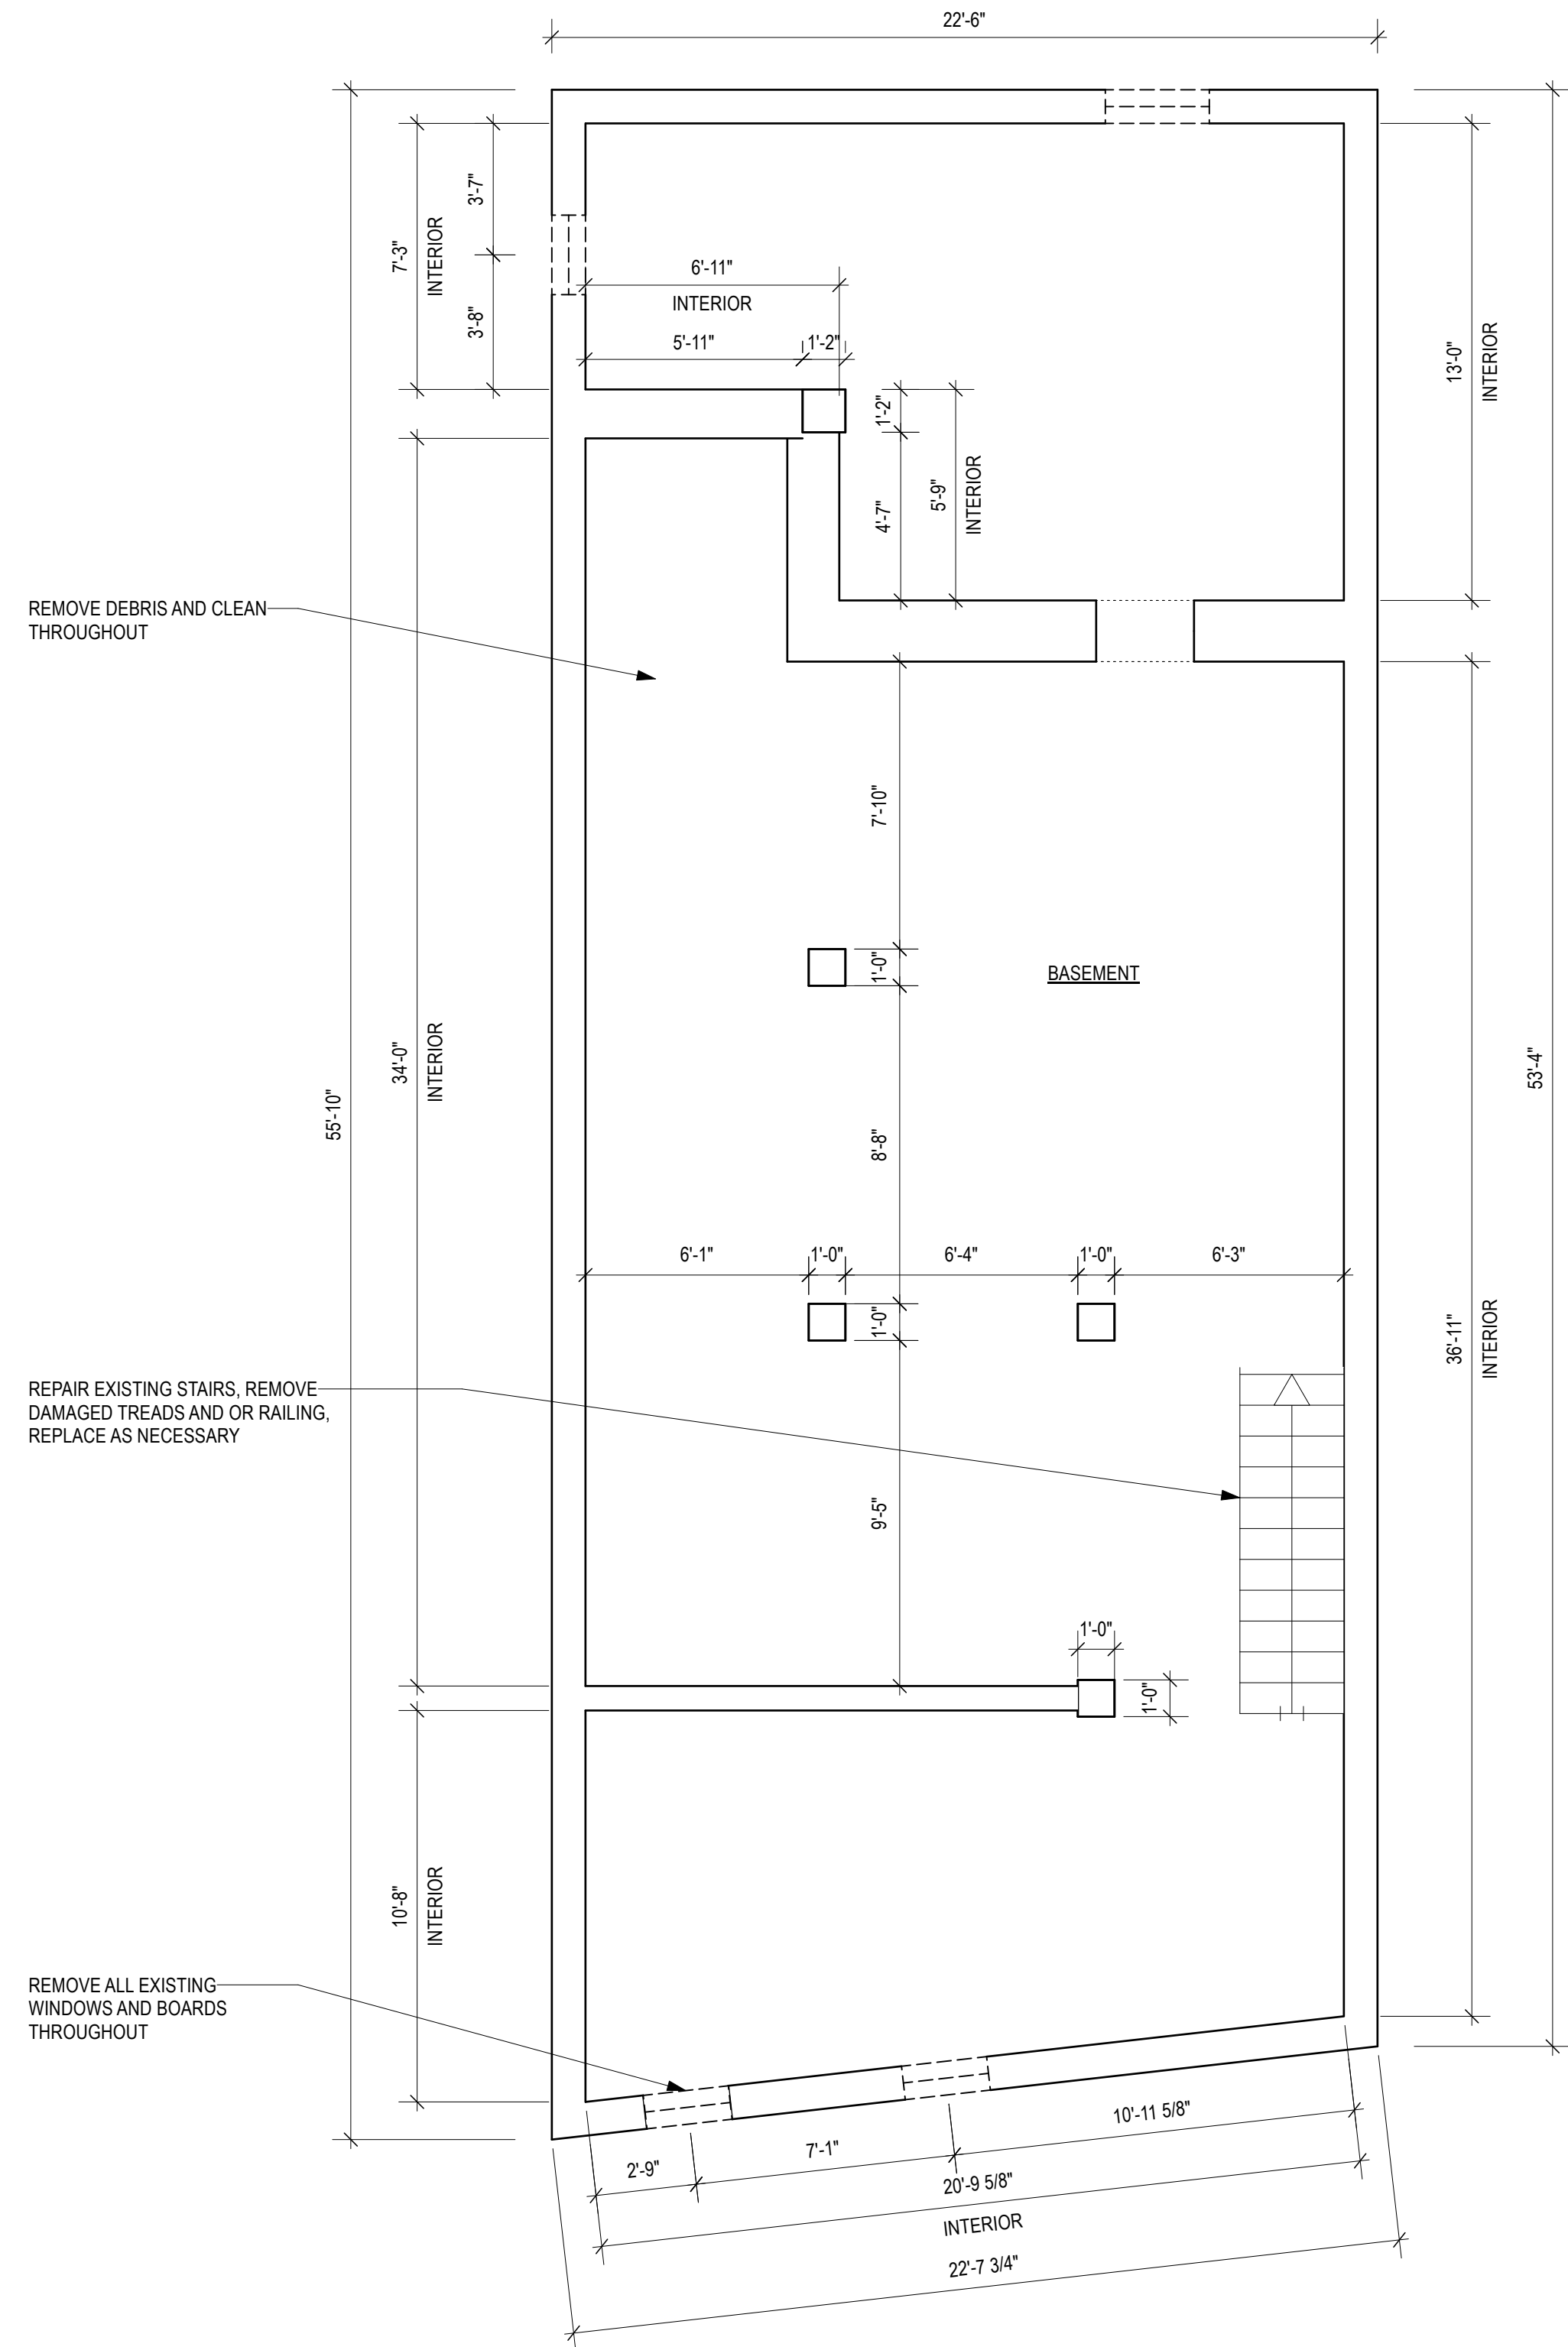 22'-6"
3'-7"
7'-3"
INTERIOR
3'-8"
6'-11"
INTERIOR
5'-11"
1'-2"
1'-2"
5'-9"
INTERIOR
4'-7"
13'-0"
INTERIOR
REMOVE DEBRIS AND CLEAN
THROUGHOUT
7'-10"
1'-0"
BASEMENT
34'-0"
INTERIOR
55'-10"
53'-4"
8'-8"
6'-1"
1'-0"
6'-4"
1'-0"
6'-3"
1'-0"
36'-11"
INTERIOR
REPAIR EXISTING STAIRS, REMOVE
DAMAGED TREADS AND OR RAILING,
REPLACE AS NECESSARY
9'-5"
1'-0"
1'-0"
10'-8"
INTERIOR
REMOVE ALL EXISTING
WINDOWS AND BOARDS
THROUGHOUT
2'-9"
7'-1"
10'-11 5/8"
20'-9 5/8"
INTERIOR
22'-7 3/4"